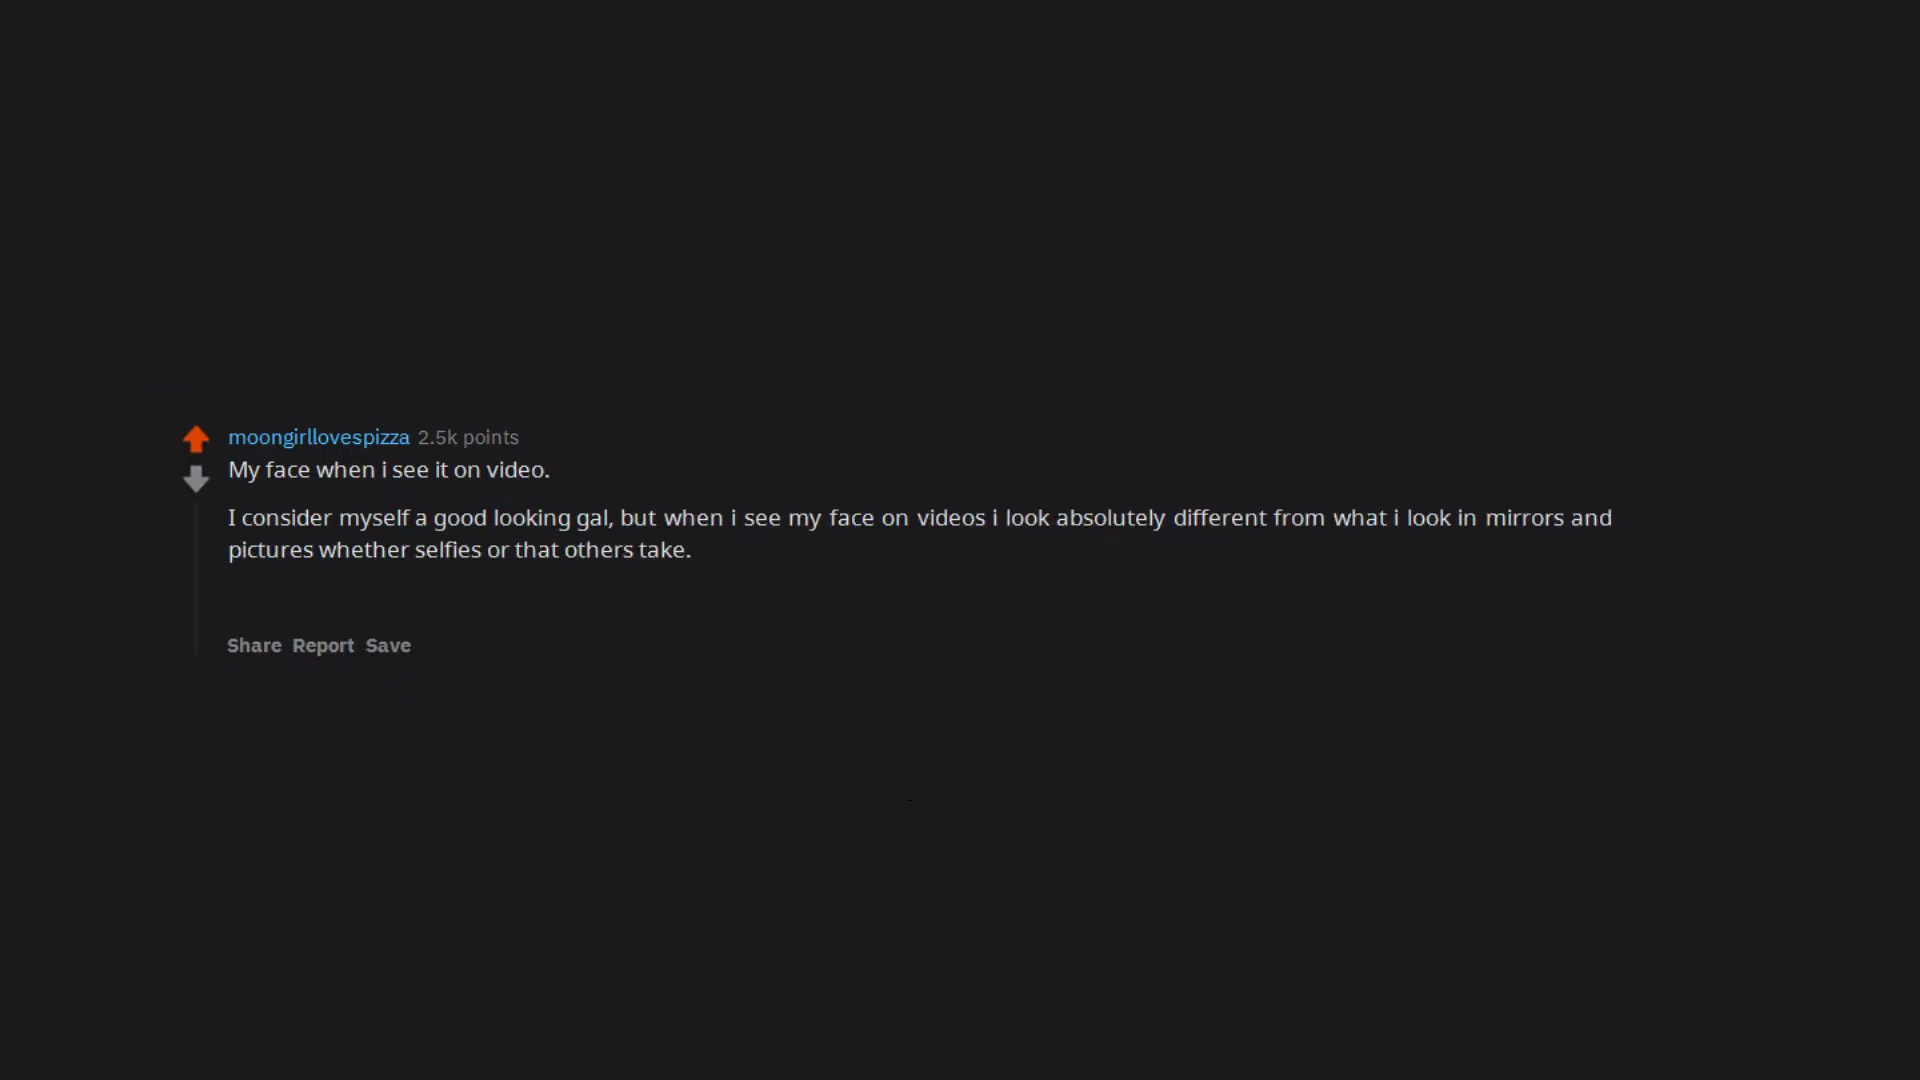 moongirllovespizza 2.5k points
My face when i see it on video.
I consider myself a good looking gal, but when i see my face on videos i look absolutely different from what i look in mirrors and
pictures whether selfies or that others take.
Share Report Save